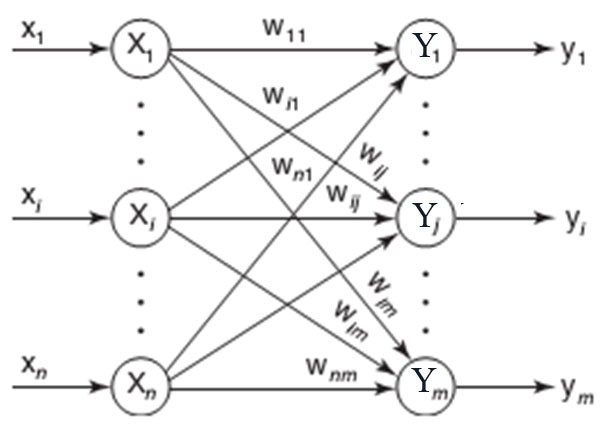 x1 X1 w11 Y1 y1
wi1
wn1 wij
xi Xi wij Yj yi
wim
wim
xn Xn wnm Ym ym